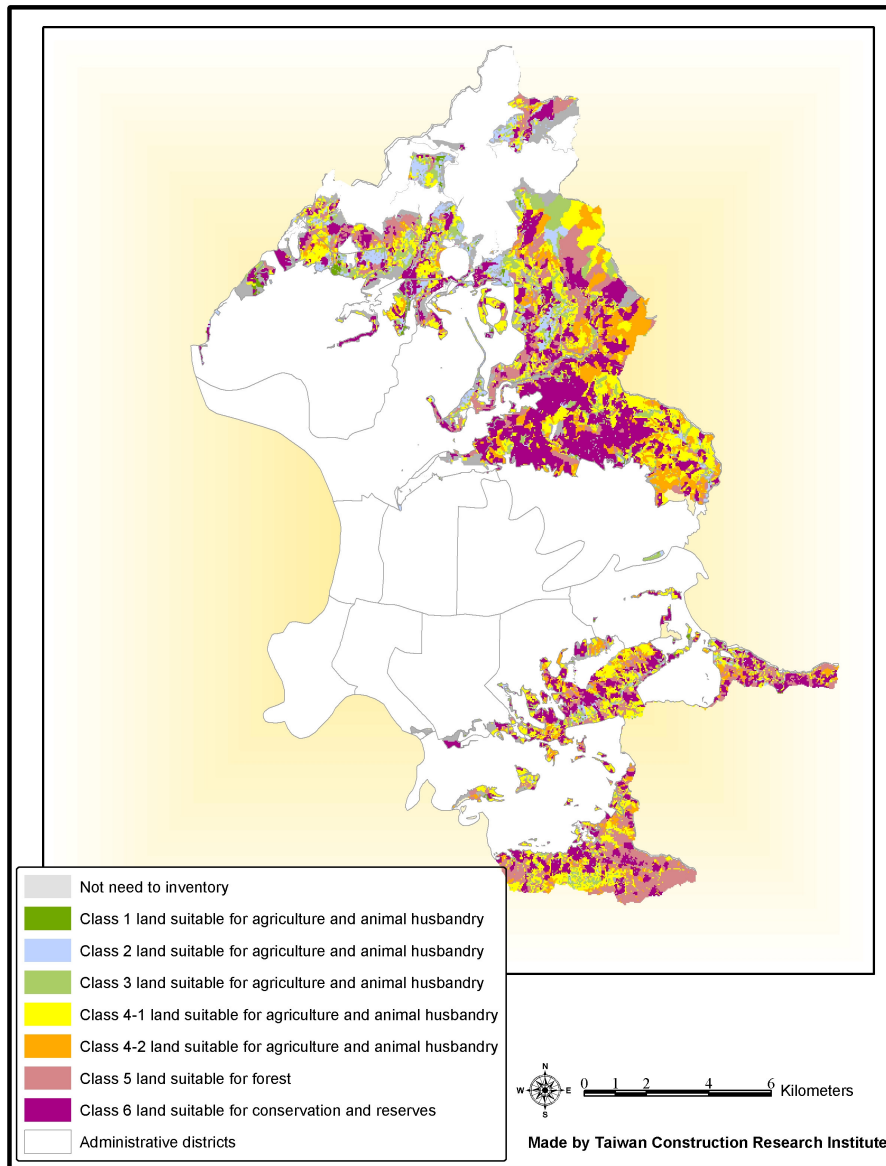 Not need to inventory
Class 1 land suitable for agriculture and animal husbandry
Class 2 land suitable for agriculture and animal husbandry
Class 3 land suitable for agriculture and animal husbandry
Class 4-1 land suitable for agriculture and animal husbandry
Class 4-2 land suitable for agriculture and animal husbandry
Class 5 land suitable for forest
Class 6 land suitable for conservation and reserves
Administrative districts
N
W E
S
0 1 2 4 6
Kilometers
Made by Taiwan Construction Research Institute